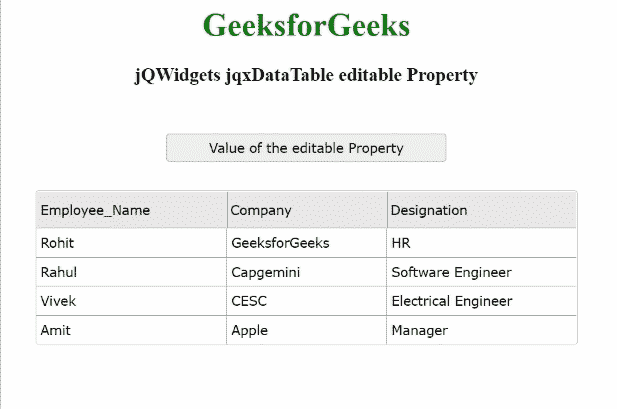 GeeksforGeeks
jQWidgets jqxDataTable editable Property
Value of the editable Property
Employee_Name Company Designation
Rohit GeeksforGeeks HR
Rahul Capgemini Software Engineer
Vivek CESC Electrical Engineer
Amit Apple Manager